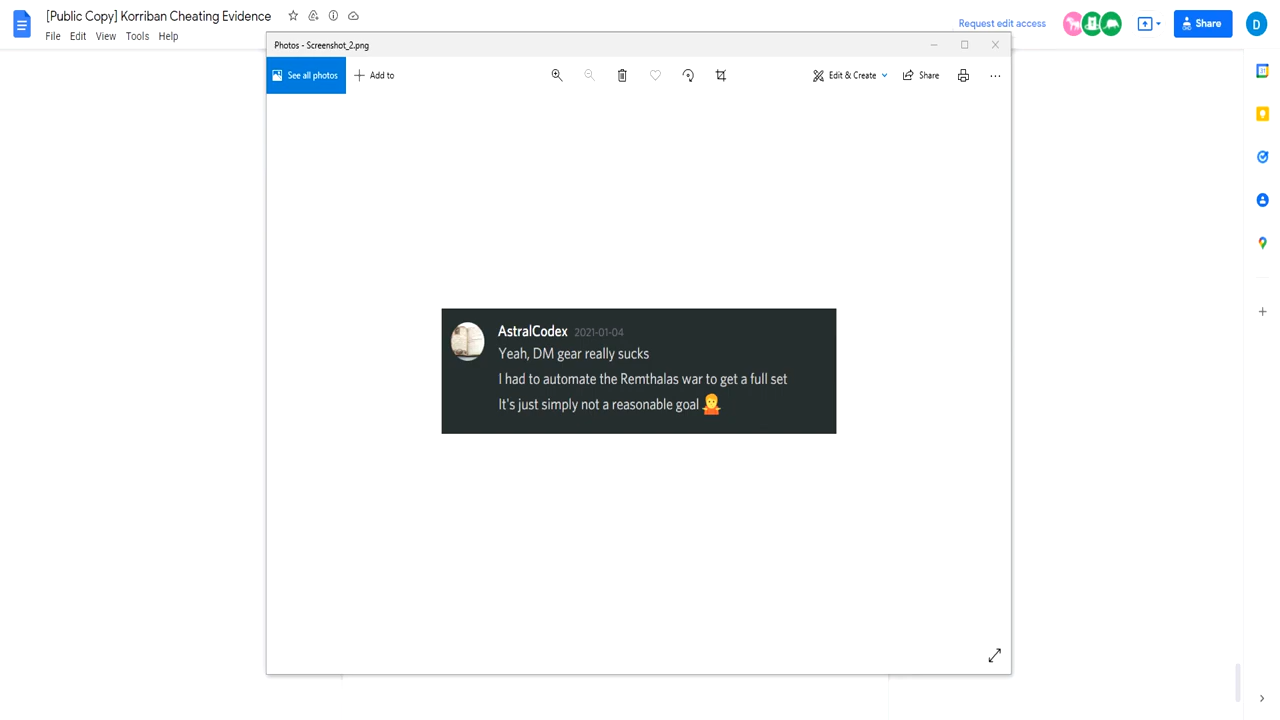 [Public Copy] Korriban Cheating Evidence
File Edit View Tools Help
Request edit access
Share
D
Photos - Screenshot_2.png
See all photos
Add to
Edit & Create
Share
AstralCodex 2021-01-04
Yeah, DM gear really sucks
I had to automate the Remthalas war to get a full set
It's just simply not a reasonable goal 🤷
31